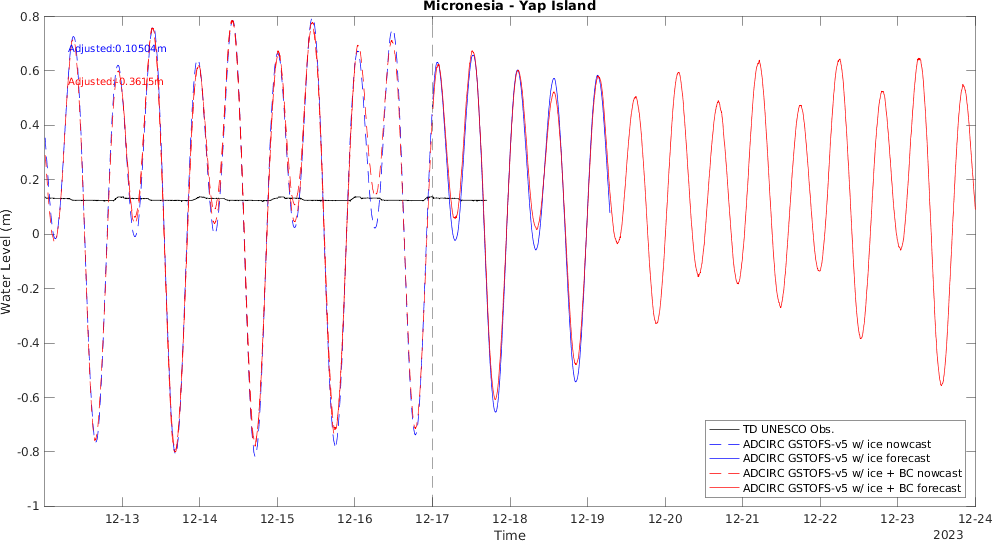 Micronesia - Yap Island
Adjusted:0.10504m
Adjusted:-0.3615m
Water Level (m)
0.8
0.6
0.4
0.2
0
-0.2
-0.4
-0.6
-0.8
-1
TD UNESCO Obs.
ADCIRC GSTOFS-v5 w/ ice nowcast
ADCIRC GSTOFS-v5 w/ ice forecast
ADCIRC GSTOFS-v5 w/ ice + BC nowcast
ADCIRC GSTOFS-v5 w/ ice + BC forecast
12-13 12-14 12-15 12-16 12-17 12-18 12-19 12-20 12-21 12-22 12-23 12-24
Time
2023